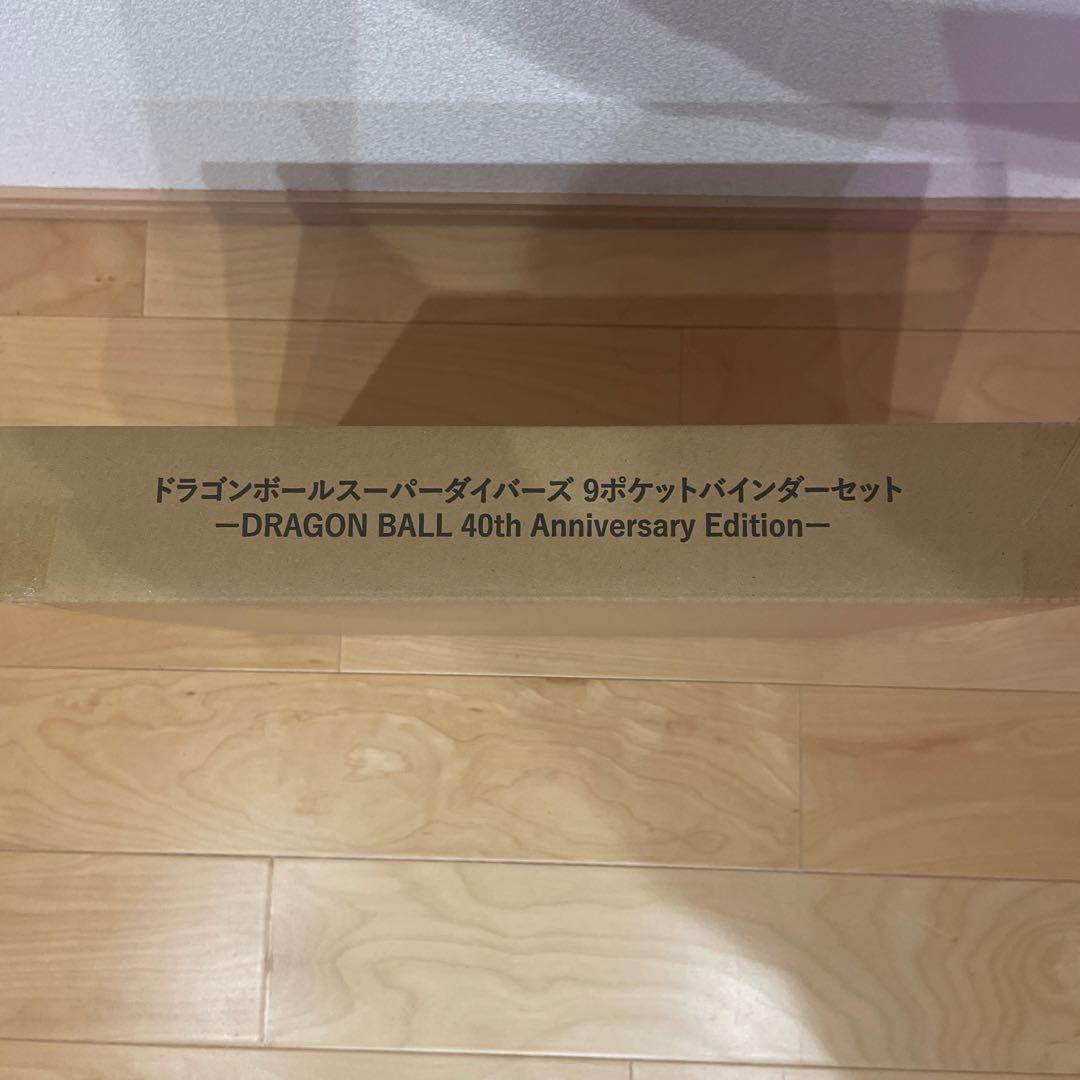 ドラゴンボールスーパーダイバーズ 9ポケットバインダーセット
ーDRAGON BALL 40th Anniversary Editionー